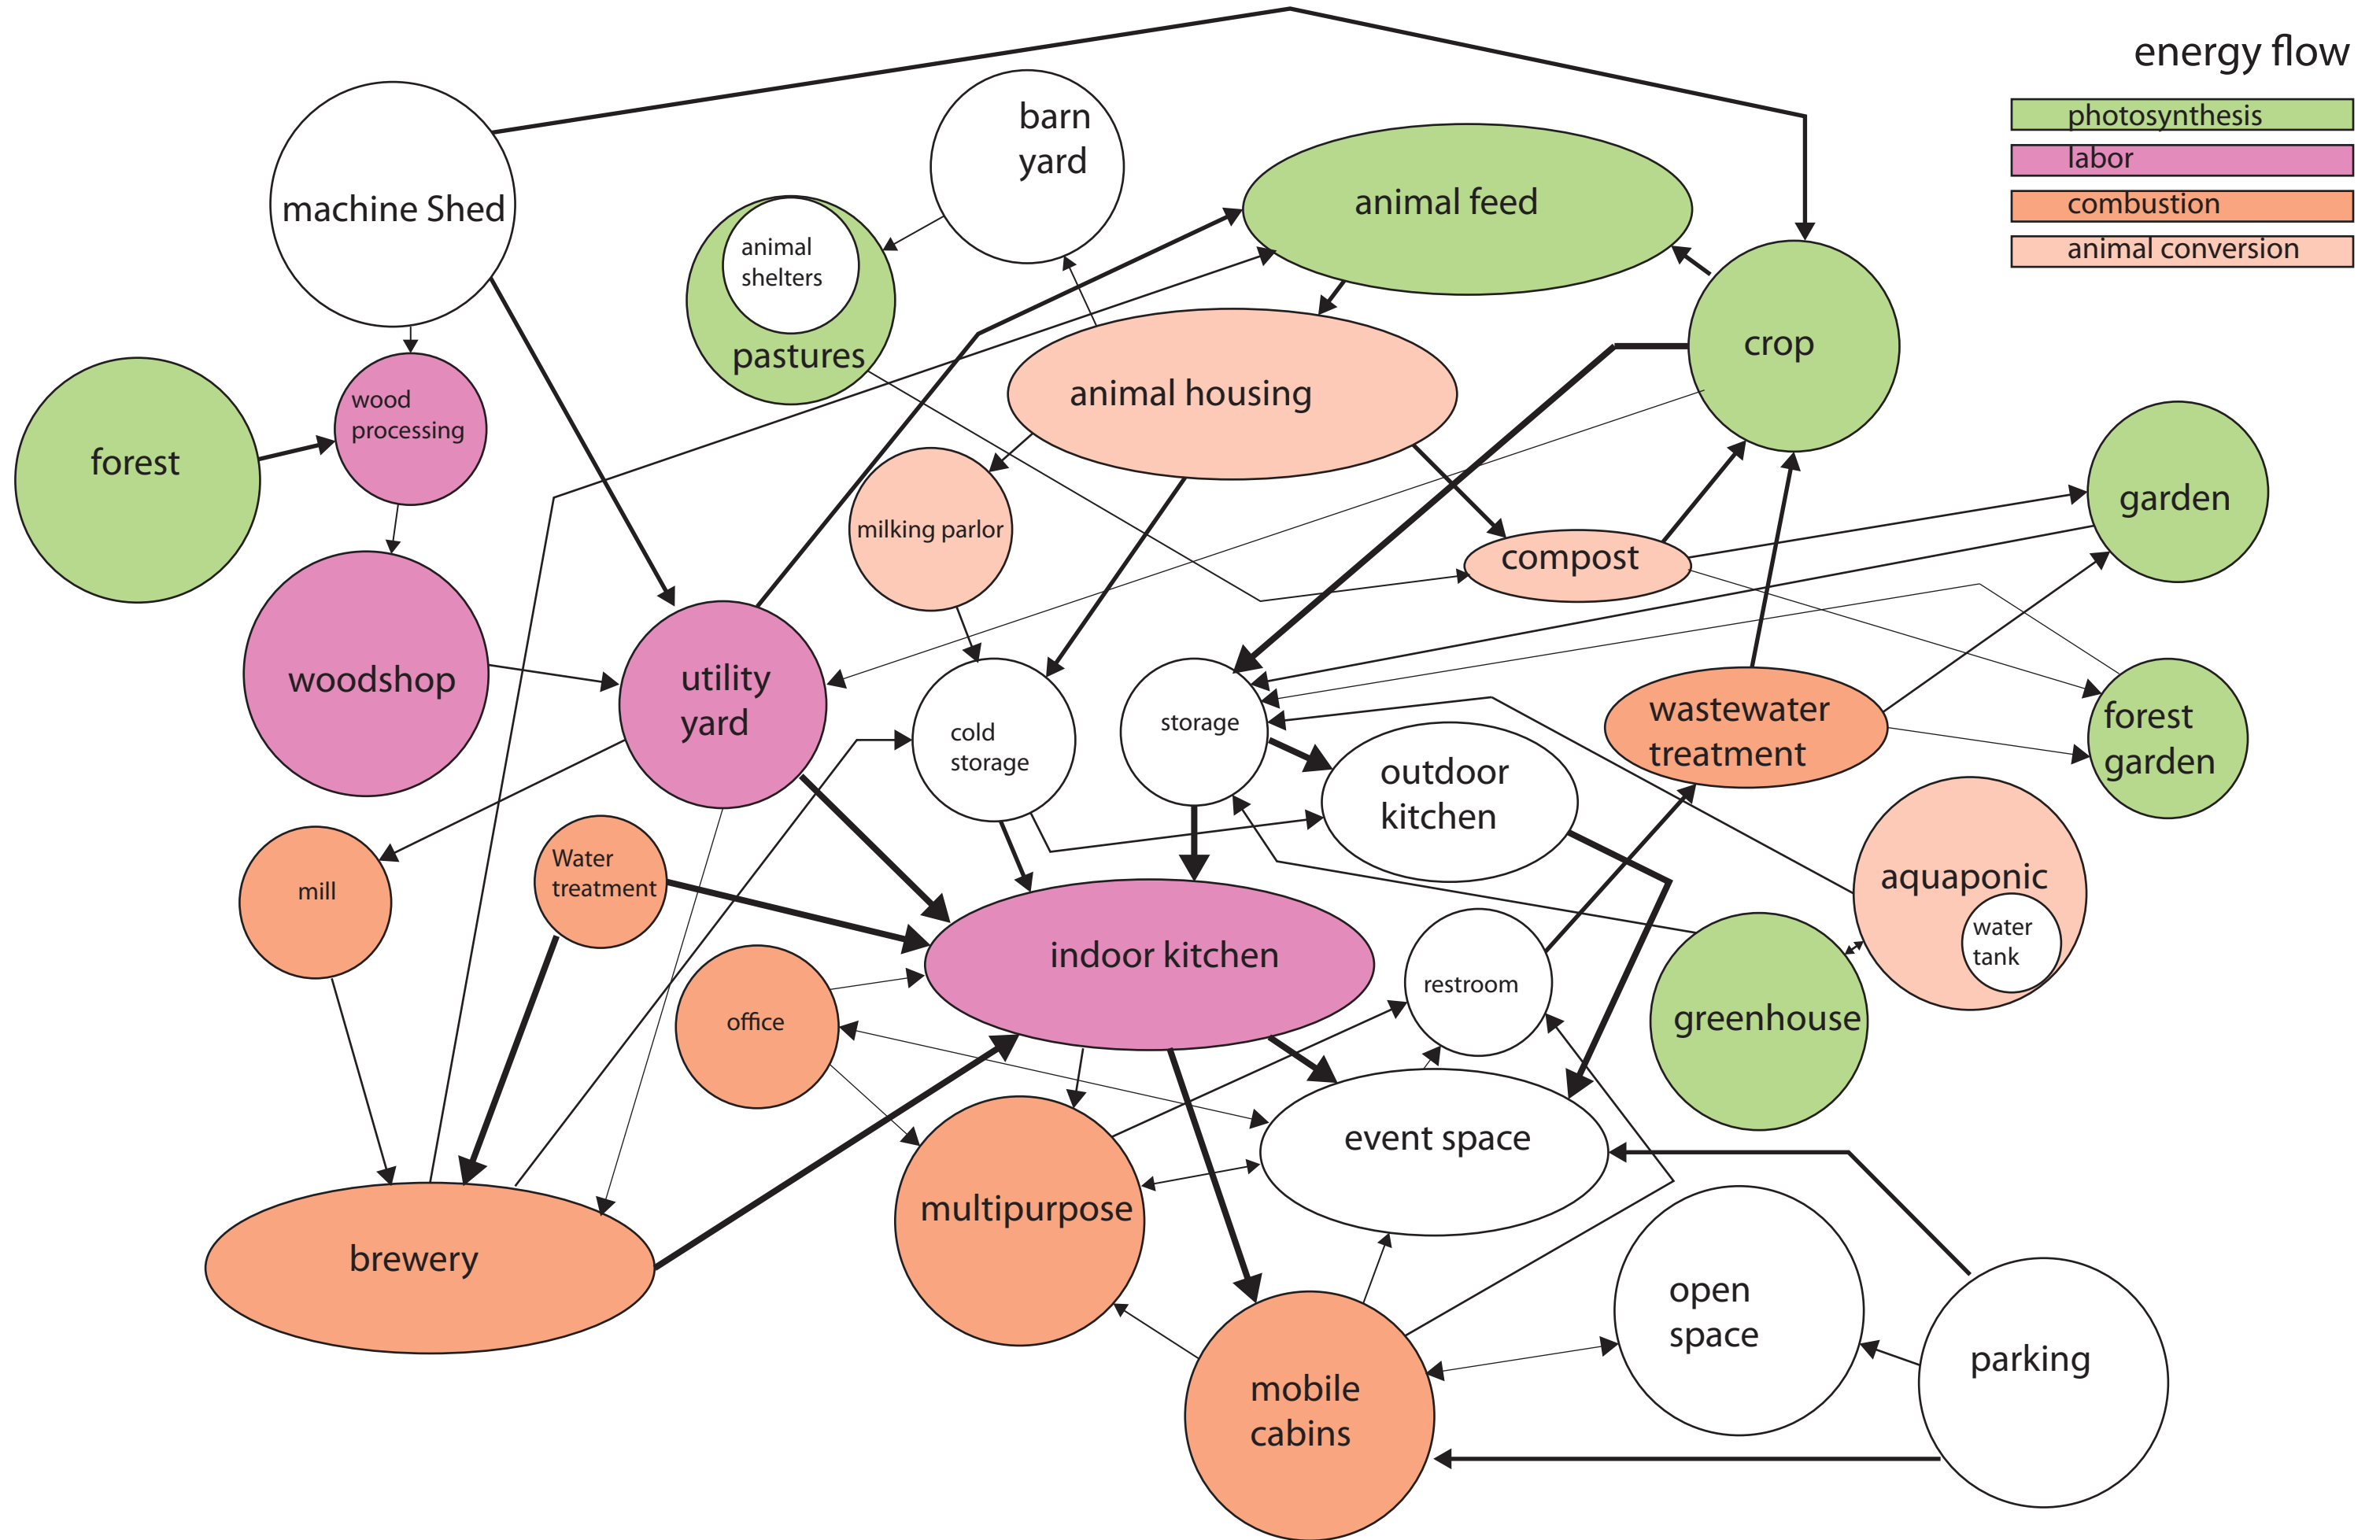 energy flow
photosynthesis
labor
combustion
animal conversion
barn
yard
machine Shed
animal feed
animal
shelters
pastures
crop
wood
processing
animal housing
forest
garden
milking parlor
compost
woodshop
utility
yard
cold
storage
storage
wastewater
treatment
forest
garden
outdoor
kitchen
mill
Water
treatment
aquaponic
water
tank
indoor kitchen
restroom
office
greenhouse
event space
multipurpose
brewery
open
space
parking
mobile
cabins